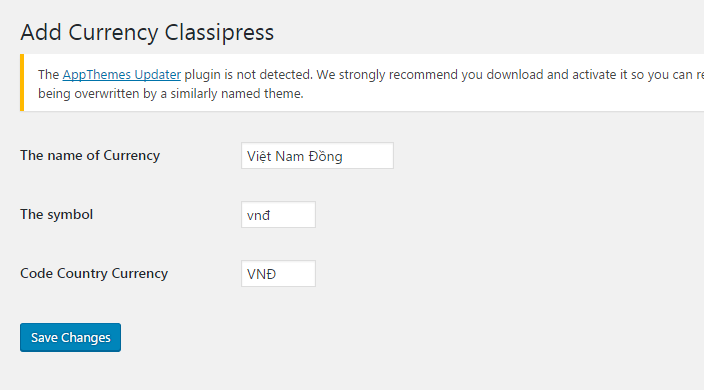 Add Currency Classipress
The AppThemes Updater plugin is not detected. We strongly recommend you download and activate it so you can
being overwritten by a similarly named theme.
The name of Currency
Việt Nam Đồng
The symbol
vnđ
Code Country Currency
VNĐ
Save Changes